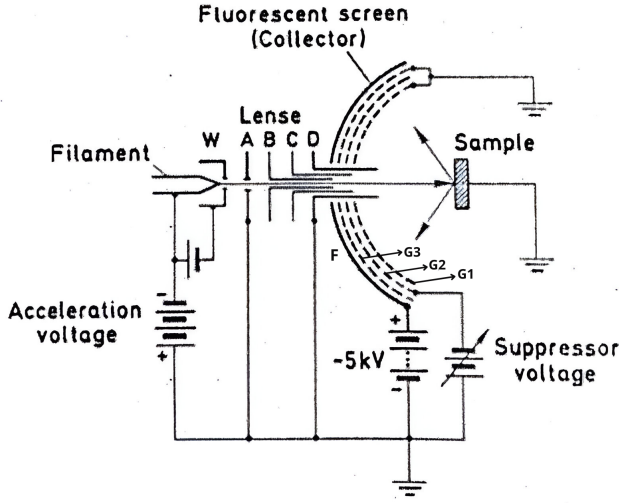 Fluorescent screen
(Collector)
Lense
W A B C D
Filament
Sample
F
G3
G2
G1
-
Acceleration
voltage
+
+
~5kV
-
Suppressor
voltage